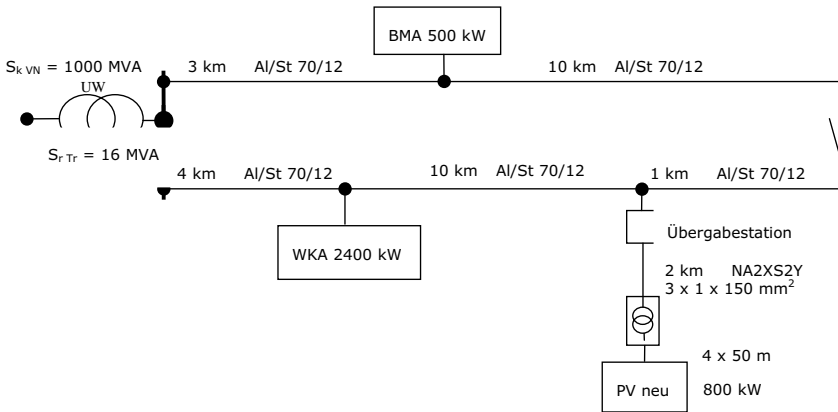 BMA 500 kW
S k VN = 1000 MVA
3 km Al/St 70/12
10 km Al/St 70/12
UW
S r Tr = 16 MVA
4 km Al/St 70/12
10 km Al/St 70/12
1 km Al/St 70/12
WKA 2400 kW
Übergabestation
2 km NA2XS2Y
3 x 1 x 150 mm²
4 x 50 m
PV neu
800 kW